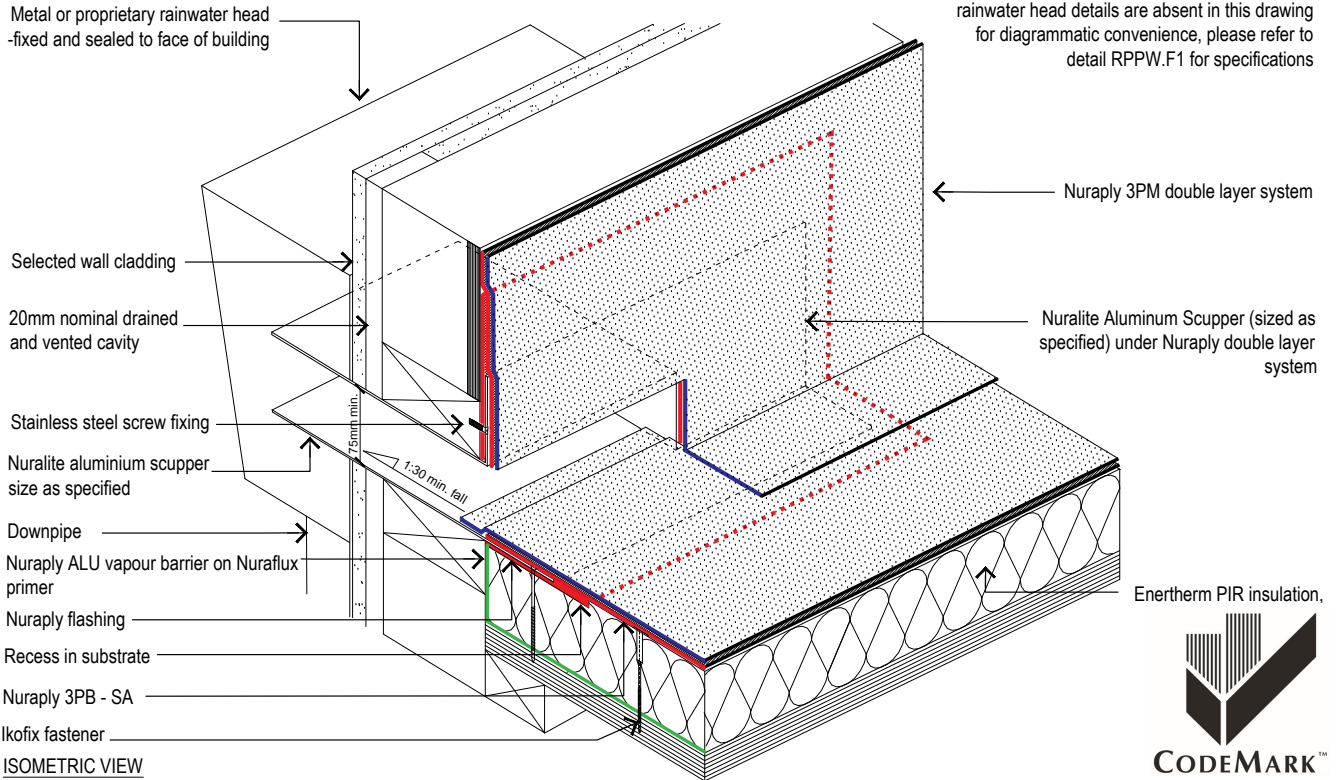 Metal or proprietary rainwater head
-fixed and sealed to face of building
rainwater head details are absent in this drawing
for diagrammatic convenience, please refer to
detail RPPW.F1 for specifications
Nuraply 3PM double layer system
Selected wall cladding
20mm nominal drained
and vented cavity
Nuralite Aluminum Scupper (sized as
specified) under Nuraply double layer
system
Stainless steel screw fixing
75mm min.
Nuralite aluminium scupper
size as specified
1:30 min. fall
Downpipe
Nuraply ALU vapour barrier on Nuraflux
primer
Enertherm PIR insulation,
Nuraply flashing
Recess in substrate
Nuraply 3PB - SA
Ikofix fastener
ISOMETRIC VIEW
CODEMARK™